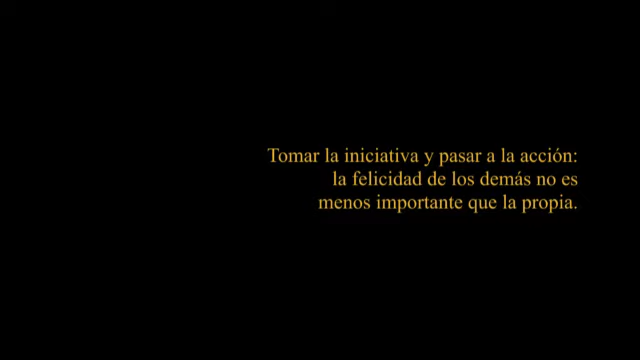 Tomar la iniciativa y pasar a la acción:
la felicidad de los demás no es
menos importante que la propia.